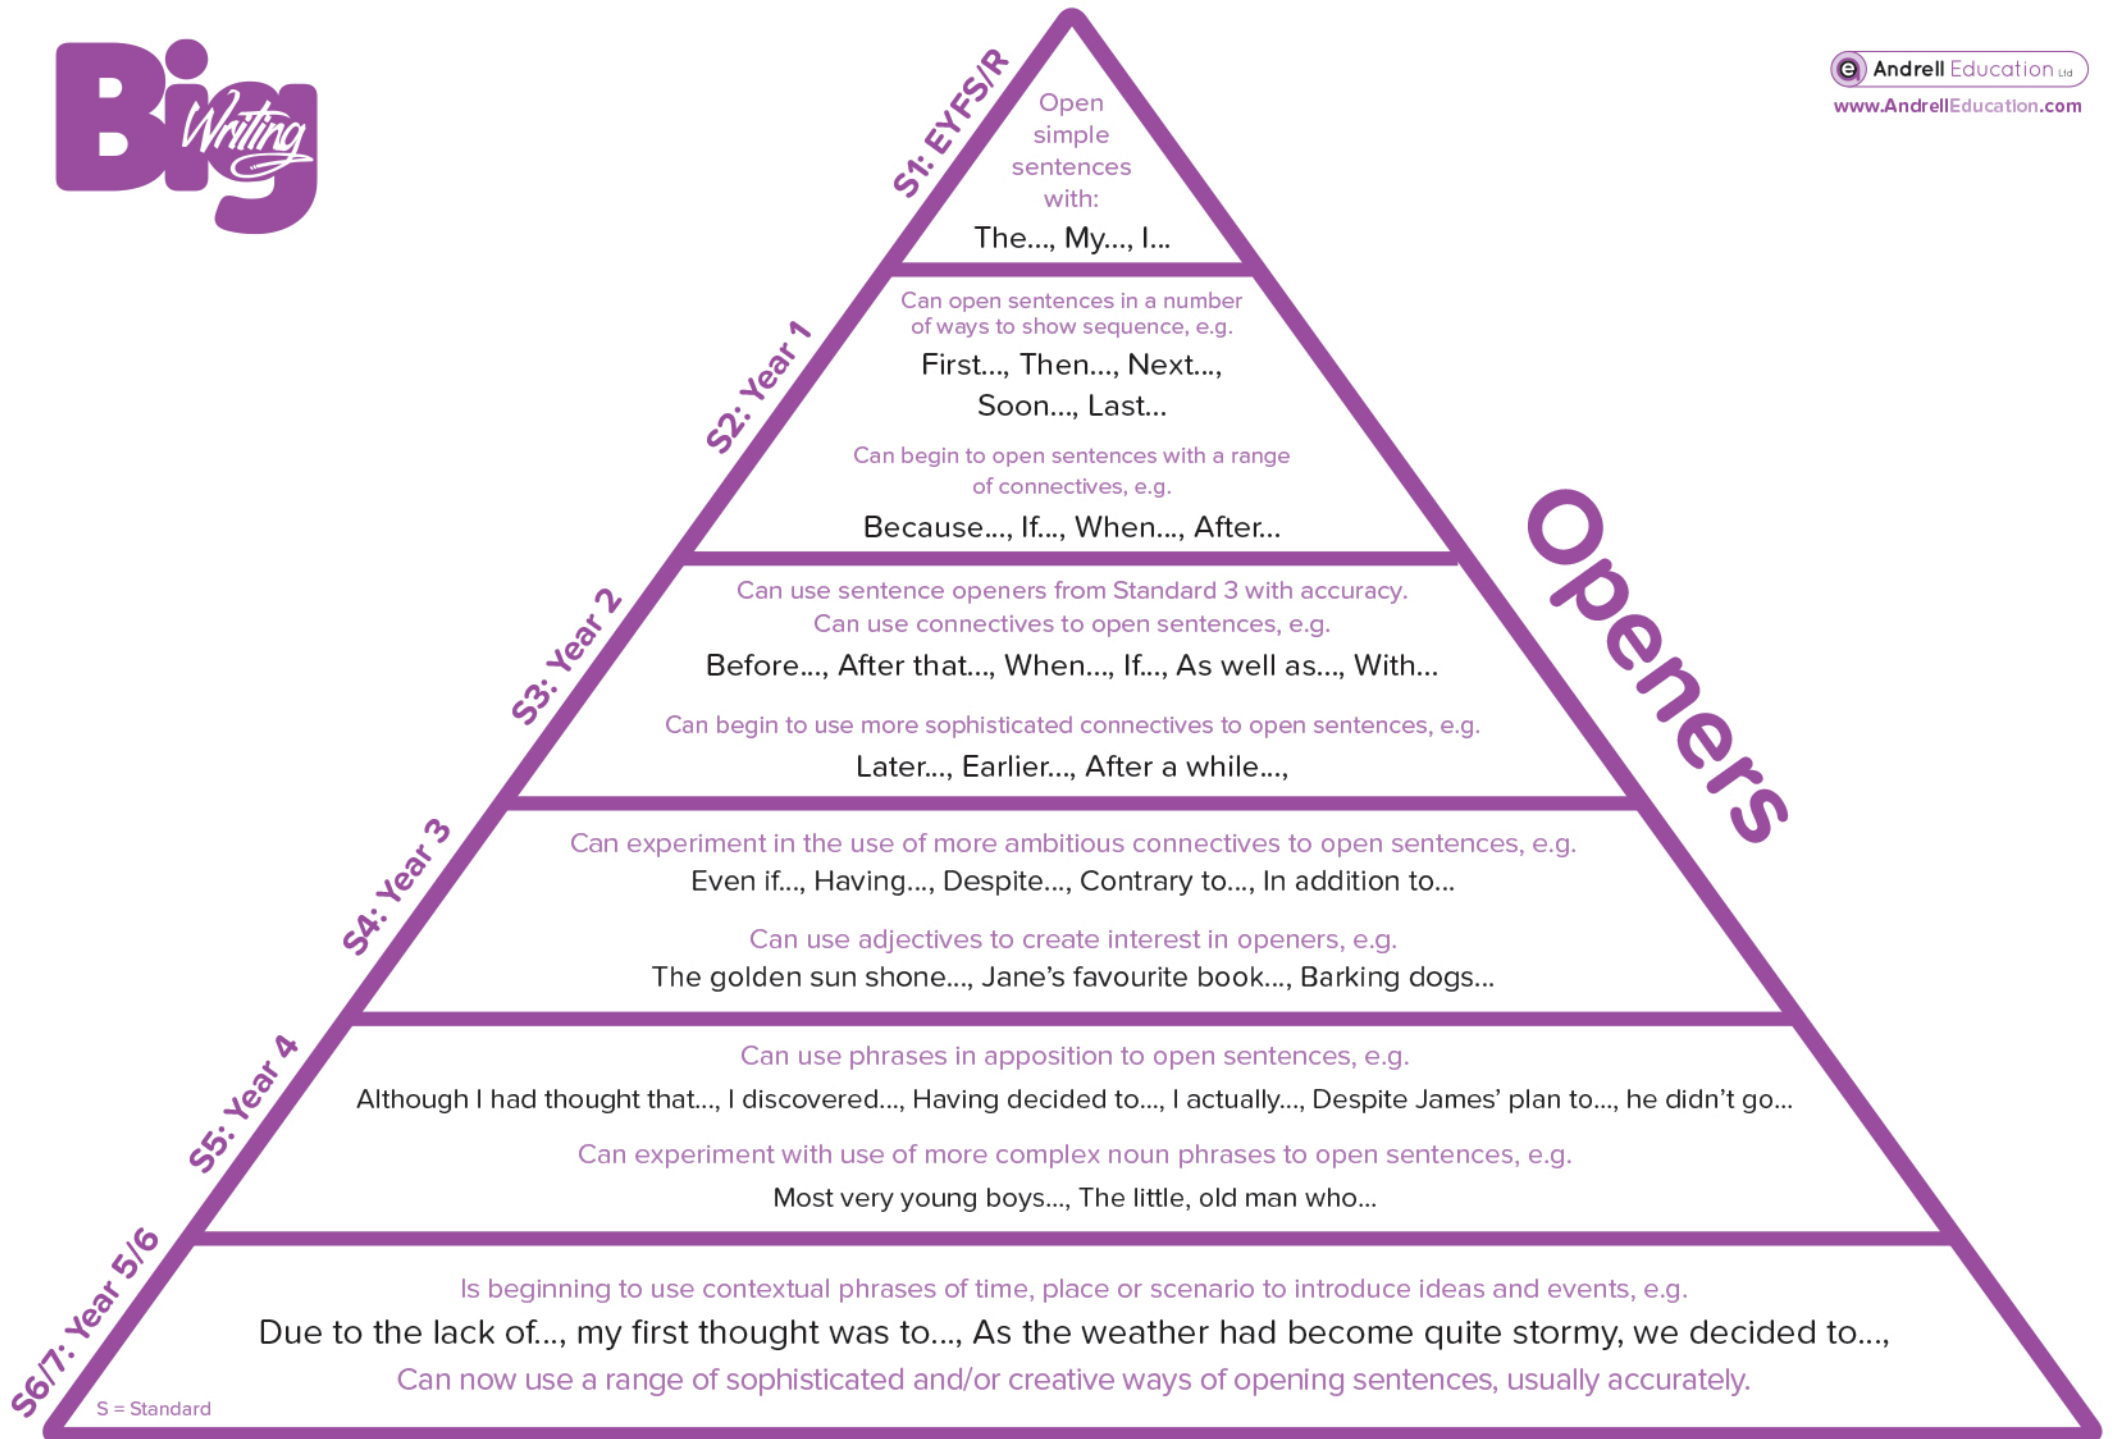 Big
Writing
Andrell Education Ltd
www.AndrellEducation.com
Openers
S1: EYFS/R
Open
simple
sentences
with:
The..., My..., I...
S2: Year 1
Can open sentences in a number
of ways to show sequence, e.g.
First..., Then..., Next...,
Soon..., Last...
Can begin to open sentences with a range
of connectives, e.g.
Because..., If..., When..., After...
S3: Year 2
Can use sentence openers from Standard 3 with accuracy.
Can use connectives to open sentences, e.g.
Before..., After that..., When..., If..., As well as..., With...
Can begin to use more sophisticated connectives to open sentences, e.g.
Later..., Earlier..., After a while...,
S4: Year 3
Can experiment in the use of more ambitious connectives to open sentences, e.g.
Even if..., Having..., Despite..., Contrary to..., In addition to...
Can use adjectives to create interest in openers, e.g.
The golden sun shone..., Jane’s favourite book..., Barking dogs...
S5: Year 4
Can use phrases in apposition to open sentences, e.g.
Although I had thought that..., I discovered..., Having decided to..., I actually..., Despite James’ plan to..., he didn’t go...
Can experiment with use of more complex noun phrases to open sentences, e.g.
Most very young boys..., The little, old man who...
S6/7: Year 5/6
Is beginning to use contextual phrases of time, place or scenario to introduce ideas and events, e.g.
Due to the lack of..., my first thought was to..., As the weather had become quite stormy, we decided to...,
Can now use a range of sophisticated and/or creative ways of opening sentences, usually accurately.
S = Standard